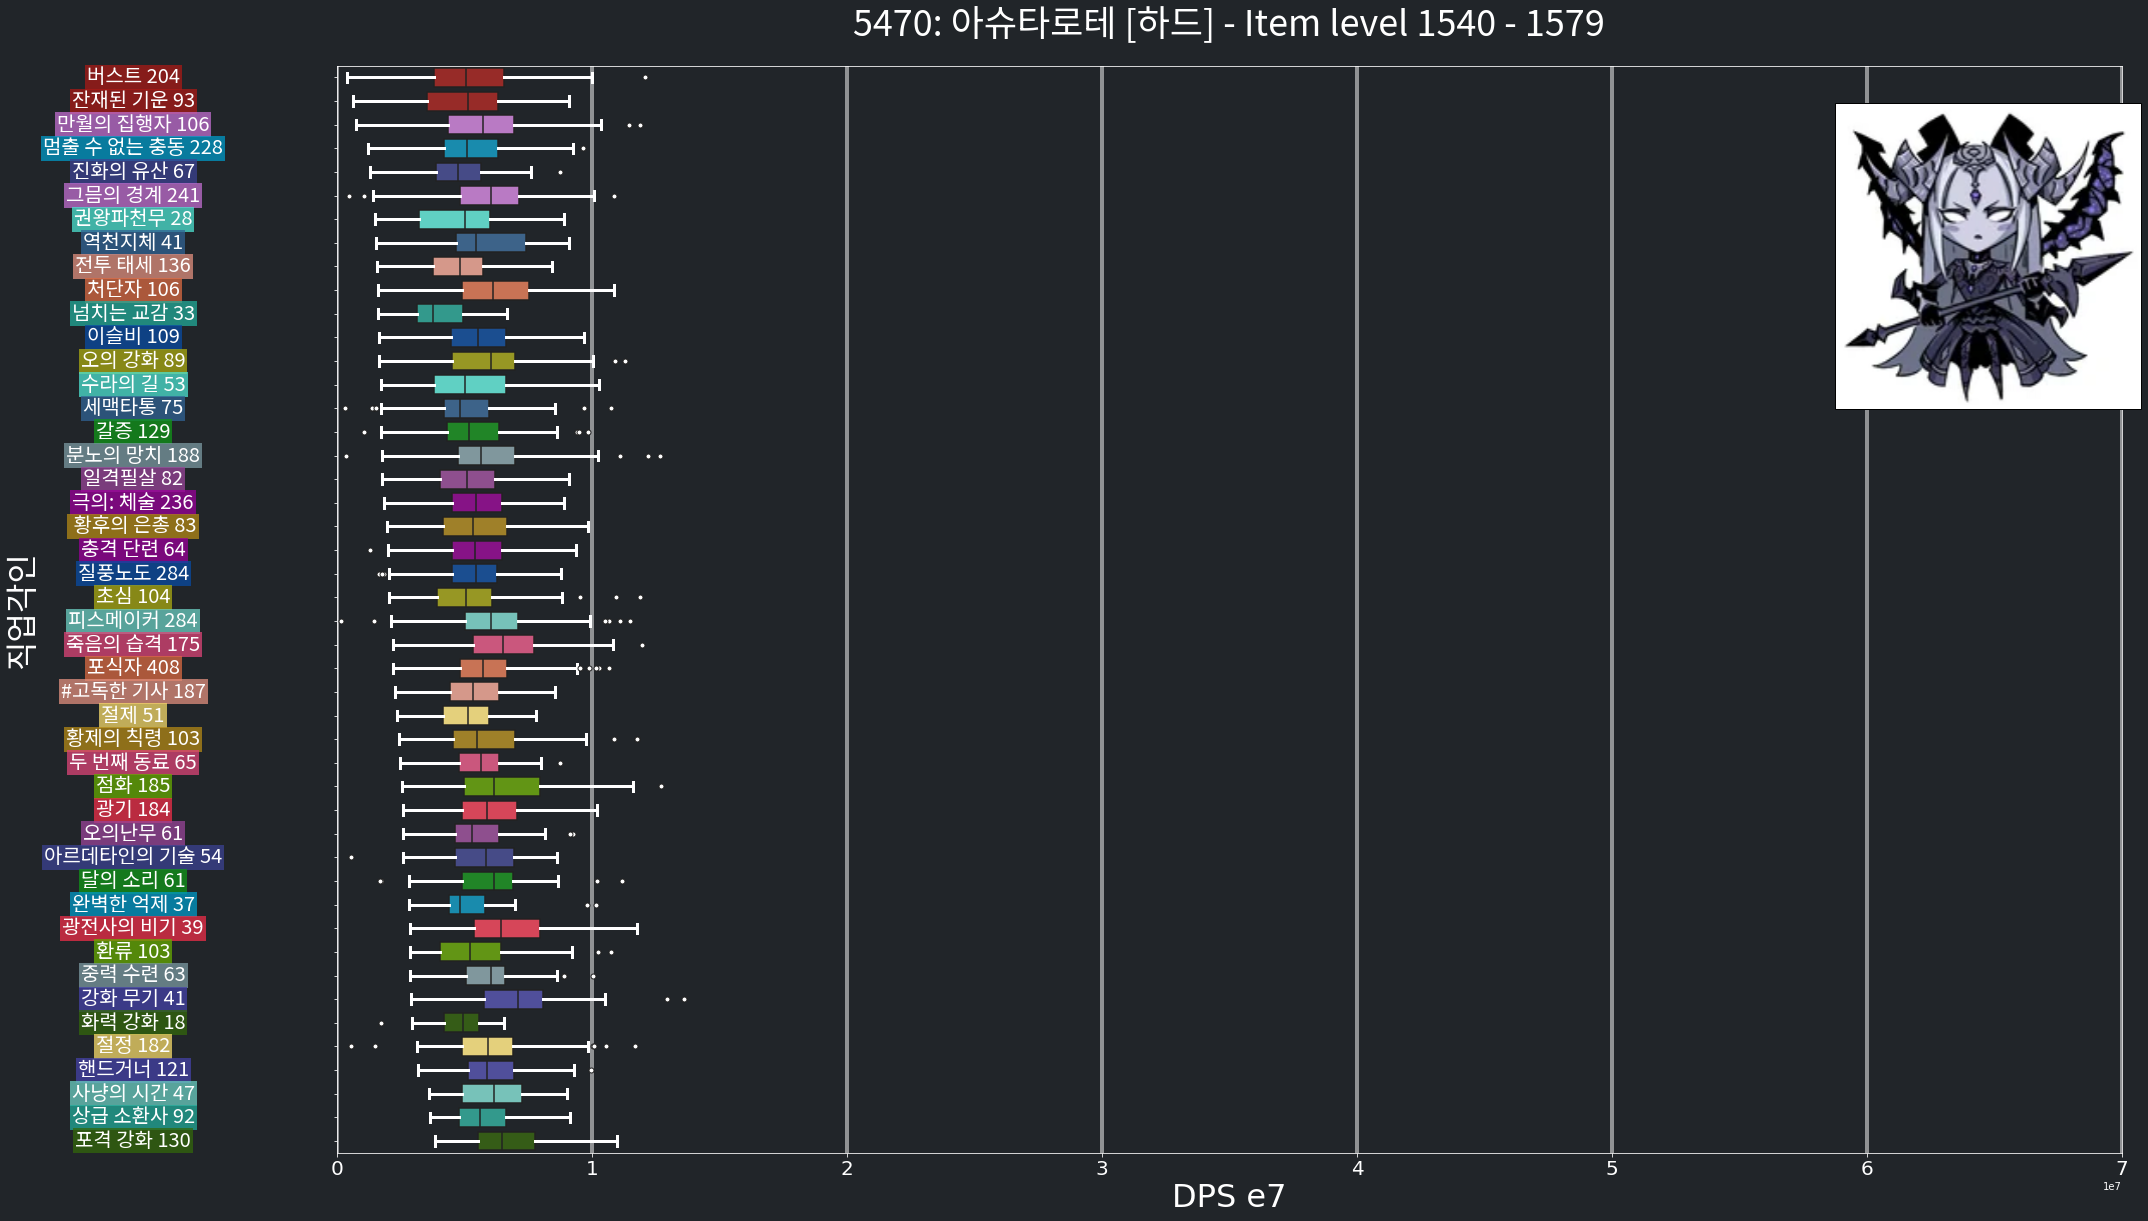 5470: 아슈타로테 [하드] - Item level 1540 - 1579
버스트 204
잔재된 기운 93
만월의 집행자 106
멈출 수 없는 충동 228
진화의 유산 67
그믐의 경계 241
권왕파천무 28
역천지체 41
전투 태세 136
처단자 106
넘치는 교감 33
이슬비 109
오의 강화 89
수라의 길 53
세맥타통 75
갈증 129
분노의 망치 188
일격필살 82
극의: 체술 236
황후의 은총 83
충격 단련 64
질풍노도 284
초심 104
피스메이커 284
죽음의 습격 175
포식자 408
#고독한 기사 187
절제 51
황제의 칙령 103
두 번째 동료 65
점화 185
광기 184
오의난무 61
아르데타인의 기술 54
달의 소리 61
완벽한 억제 37
광전사의 비기 39
환류 103
중력 수련 63
강화 무기 41
화력 강화 18
절정 182
핸드거너 121
사냥의 시간 47
상급 소환사 92
포격 강화 130
직업각인
0 1 2 3 4 5 6 7
1e7
DPS e7